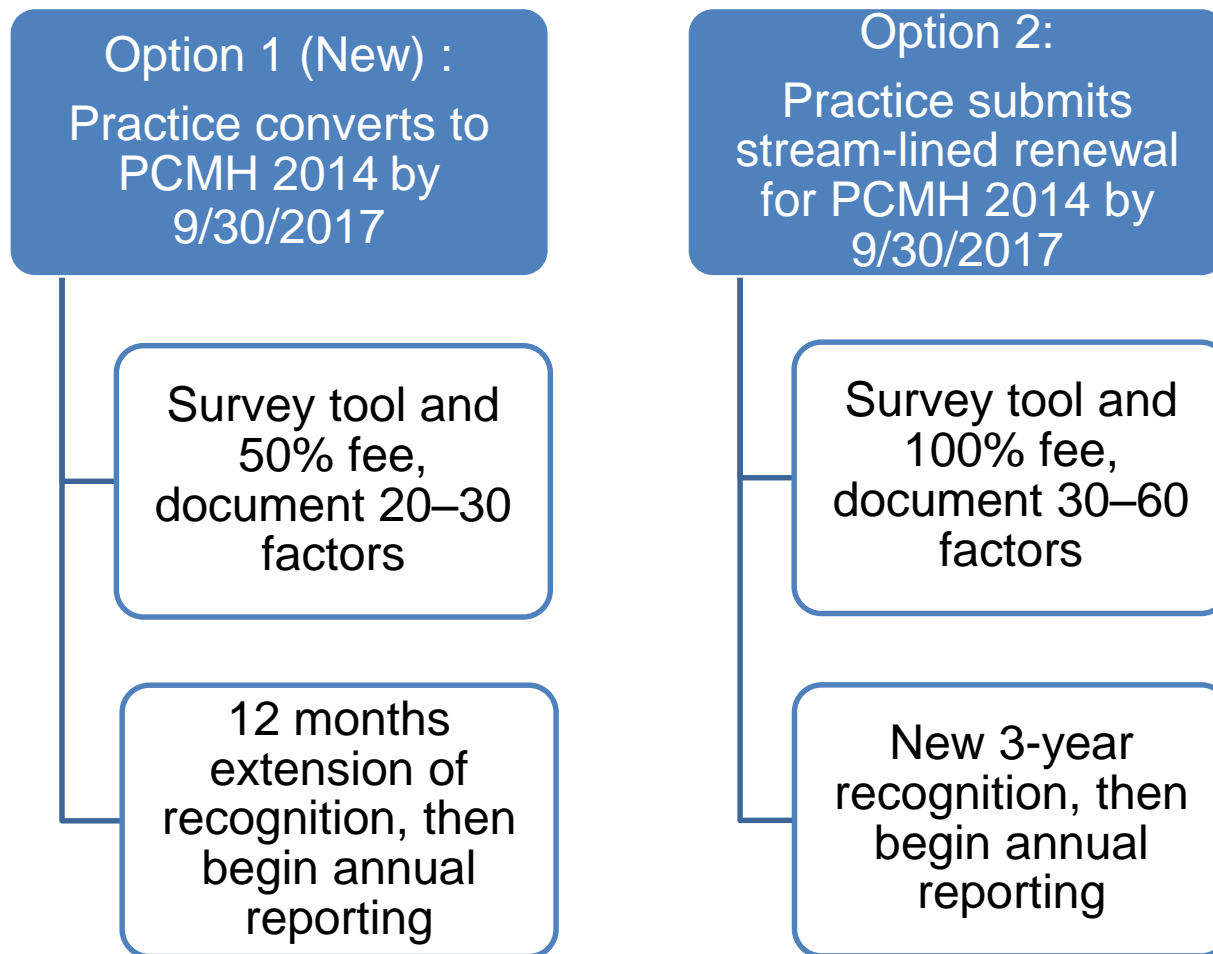 Option 1 (New) :
Practice converts to
PCMH 2014 by
9/30/2017
Survey tool and
50% fee,
document 20–30
factors
12 months
extension of
recognition, then
begin annual
reporting
Option 2:
Practice submits
stream-lined renewal
for PCMH 2014 by
9/30/2017
Survey tool and
100% fee,
document 30–60
factors
New 3-year
recognition, then
begin annual
reporting